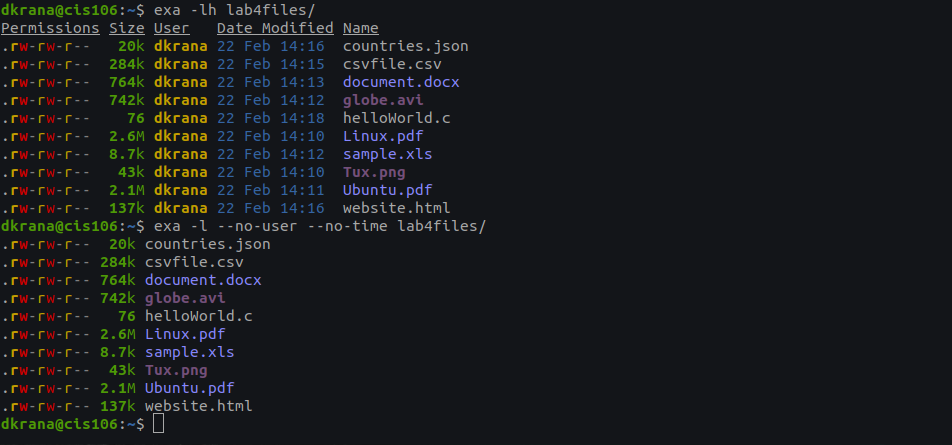 dkrana@cis106:~$ exa -lh lab4files/
Permissions Size User   Date Modified Name
.rw-rw-r--   20k dkrana 22 Feb 14:16  countries.json
.rw-rw-r--  284k dkrana 22 Feb 14:15  csvfile.csv
.rw-rw-r--  764k dkrana 22 Feb 14:13  document.docx
.rw-rw-r--  742k dkrana 22 Feb 14:12  globe.avi
.rw-rw-r--    76 dkrana 22 Feb 14:18  helloWorld.c
.rw-rw-r--  2.6M dkrana 22 Feb 14:10  Linux.pdf
.rw-rw-r--  8.7k dkrana 22 Feb 14:12  sample.xls
.rw-rw-r--   43k dkrana 22 Feb 14:10  Tux.png
.rw-rw-r--  2.1M dkrana 22 Feb 14:11  Ubuntu.pdf
.rw-rw-r--  137k dkrana 22 Feb 14:16  website.html
dkrana@cis106:~$ exa -l --no-user --no-time lab4files/
.rw-rw-r--  20k countries.json
.rw-rw-r-- 284k csvfile.csv
.rw-rw-r-- 764k document.docx
.rw-rw-r-- 742k globe.avi
.rw-rw-r--   76 helloWorld.c
.rw-rw-r-- 2.6M Linux.pdf
.rw-rw-r-- 8.7k sample.xls
.rw-rw-r--  43k Tux.png
.rw-rw-r-- 2.1M Ubuntu.pdf
.rw-rw-r-- 137k website.html
dkrana@cis106:~$